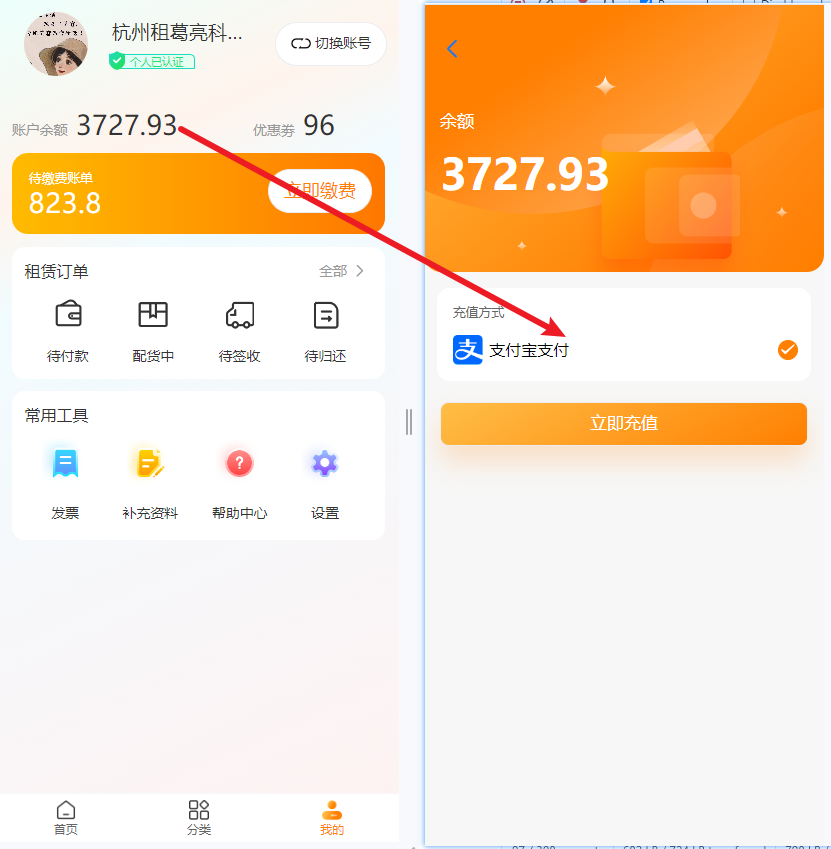 杭州租葛亮科...
个人已认证
切换账号
账户余额 3727.93
优惠券 96
待缴费账单
823.8
立即缴费
租赁订单
全部
待付款
配货中
待签收
待归还
常用工具
发票
补充资料
帮助中心
设置
首页
分类
我的
余额
3727.93
充值方式
支付宝支付
立即充值